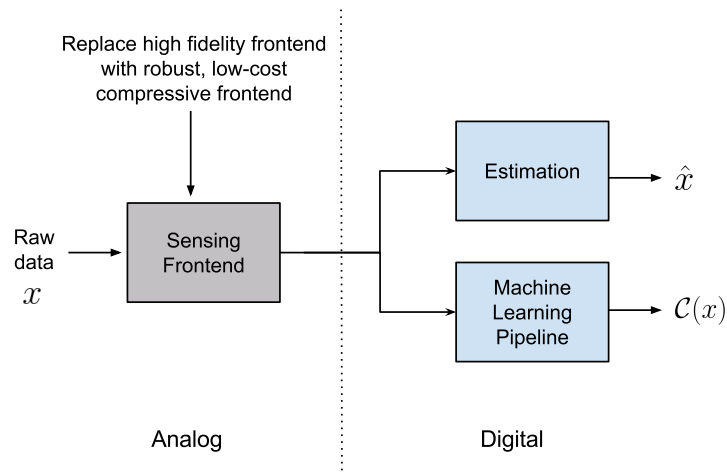 Replace high fidelity frontend
with robust, low-cost
compressive frontend
Raw
data
x
Sensing
Frontend
Estimation
x̂
Machine
Learning
Pipeline
𝒞(x)
Analog
Digital